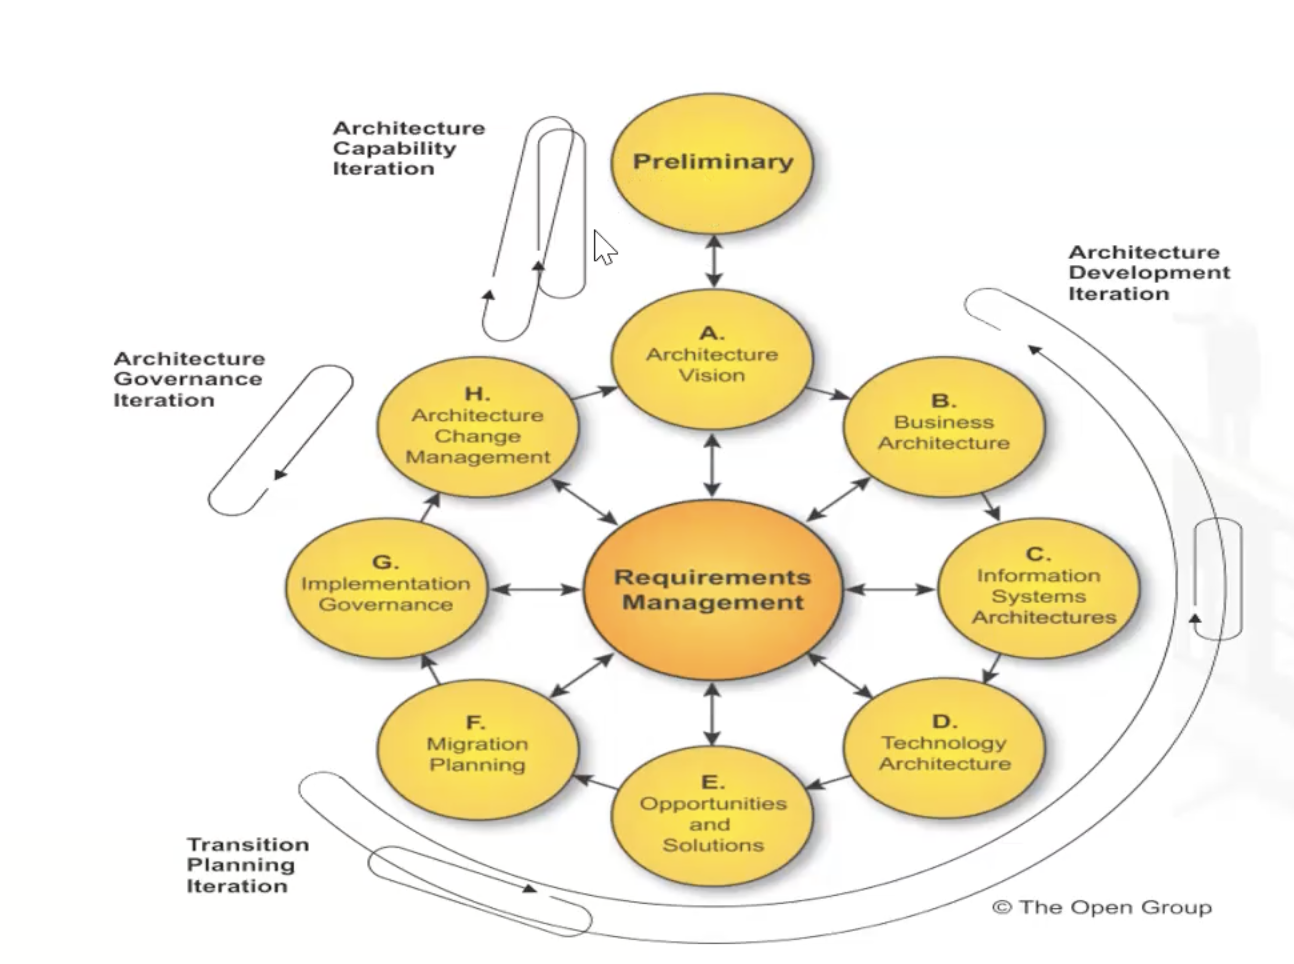 Architecture
Capability
Iteration
Preliminary
Architecture
Development
Iteration
A.
Architecture
Vision
Architecture
Governance
Iteration
H.
Architecture
Change
Management
B.
Business
Architecture
G.
Implementation
Governance
Requirements
Management
C.
Information
Systems
Architectures
F.
Migration
Planning
D.
Technology
Architecture
E.
Opportunities
and
Solutions
Transition
Planning
Iteration
© The Open Group